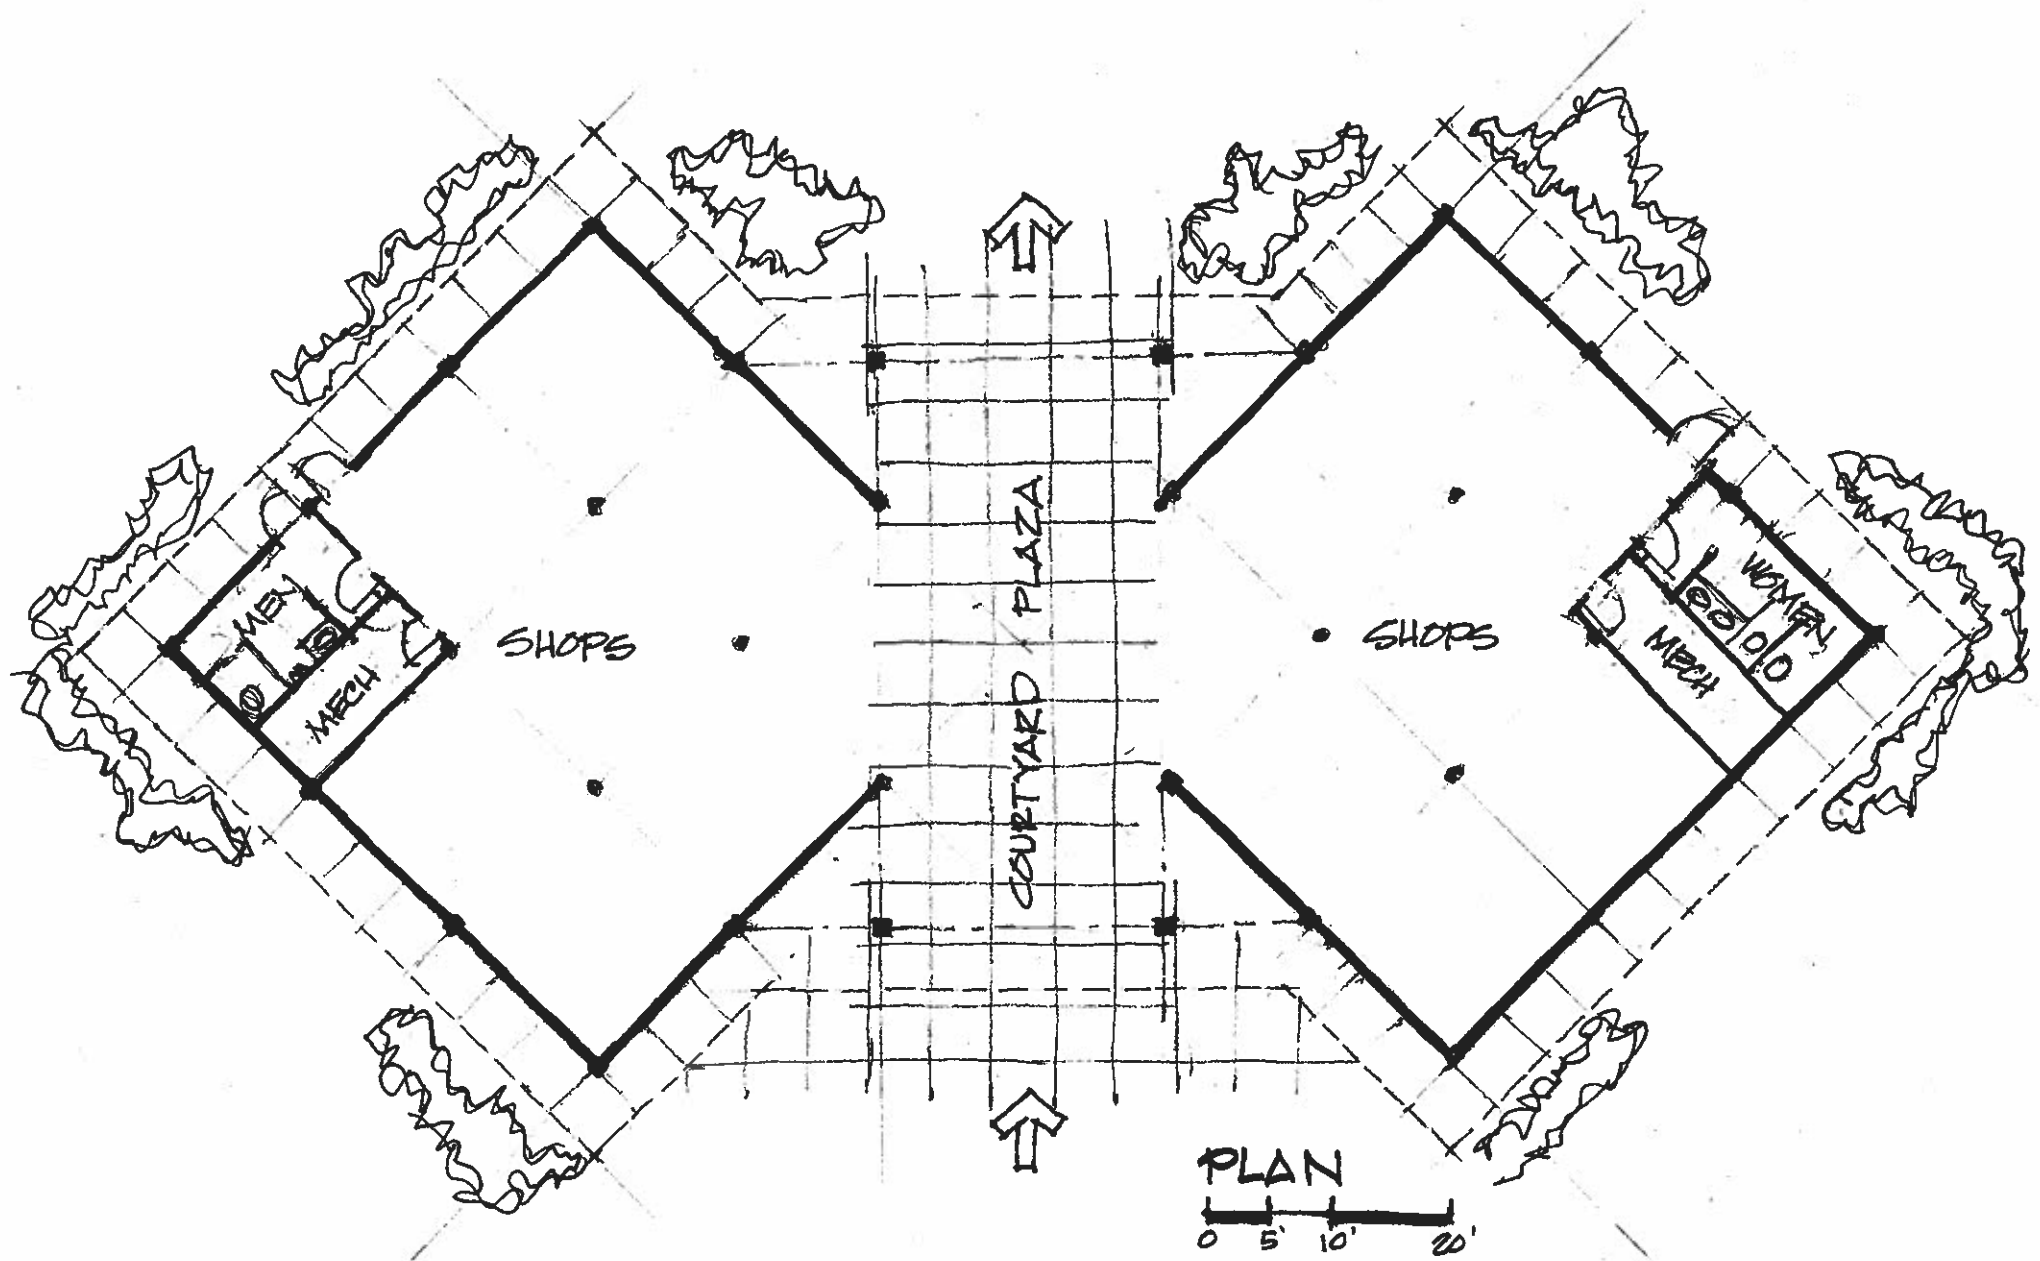 MEN
MECH
SHOPS
COURTYARD PLAZA
SHOPS
WOMEN
MECH
PLAN
0 5' 10' 20'